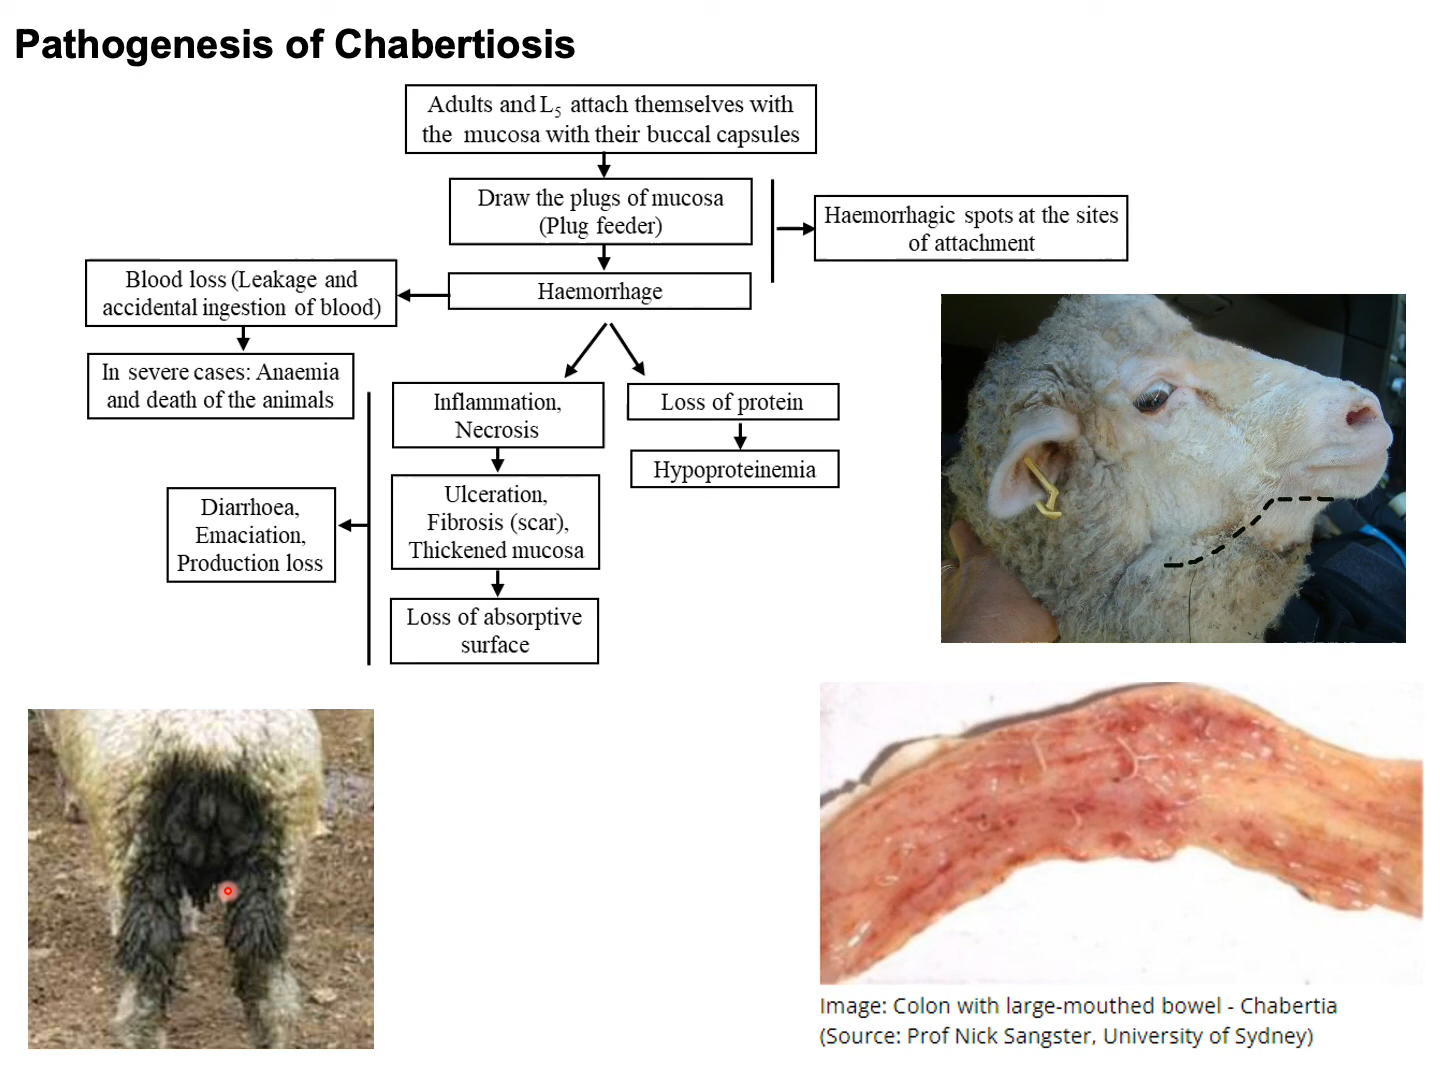 Pathogenesis of Chabertiosis
Adults and L5 attach themselves with
the mucosa with their buccal capsules
Draw the plugs of mucosa
(Plug feeder)
Haemorrhagic spots at the sites
of attachment
Haemorrhage
Blood loss (Leakage and
accidental ingestion of blood)
In severe cases: Anaemia
and death of the animals
Inflammation,
Necrosis
Loss of protein
Hypoproteinemia
Ulceration,
Fibrosis (scar),
Thickened mucosa
Diarrhoea,
Emaciation,
Production loss
Loss of absorptive
surface
Image: Colon with large-mouthed bowel - Chabertia
(Source: Prof Nick Sangster, University of Sydney)